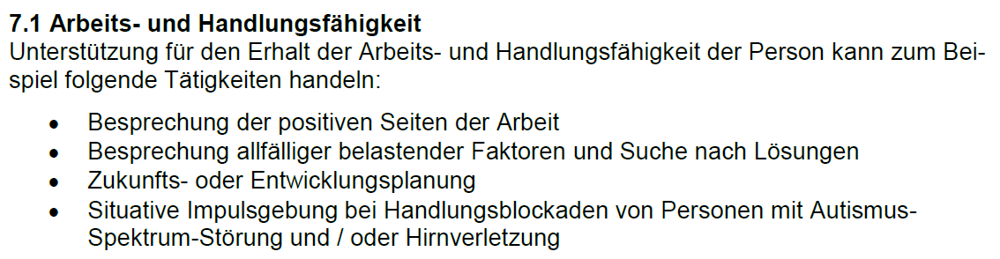 7.1 Arbeits- und Handlungsfähigkeit
Unterstützung für den Erhalt der Arbeits- und Handlungsfähigkeit der Person kann zum Bei-
spiel folgende Tätigkeiten handeln:
• Besprechung der positiven Seiten der Arbeit
• Besprechung allfälliger belastender Faktoren und Suche nach Lösungen
• Zukunfts- oder Entwicklungsplanung
• Situative Impulsgebung bei Handlungsblockaden von Personen mit Autismus-
Spektrum-Störung und / oder Hirnverletzung